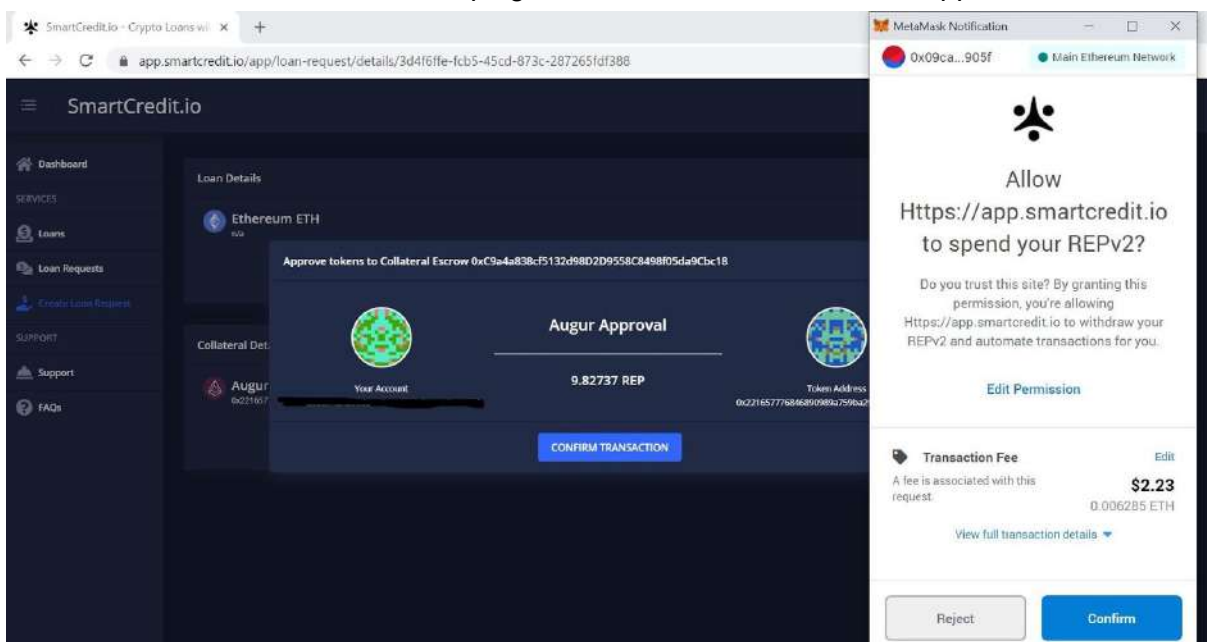 SmartCredit.io - Crypto Loans wi
MetaMask Notification
app.smartcredit.io/app/loan-request/details/3d4f6ffe-fcb5-45cd-873c-287265fdf388
0x09ca...905f
Main Ethereum Network
SmartCredit.io
Dashboard
SERVICES
Loans
Loan Requests
Create Loan Request
SUPPORT
Support
FAQs
Loan Details
Ethereum ETH
n/a
Collateral Det
Augur
0x221657
Approve tokens to Collateral Escrow
Augur Approval
9.82737 REP
Your Account
Token Address
CONFIRM TRANSACTION
Allow
Https://app.smartcredit.io
to spend your REPv2?
Do you trust this site? By granting this
permission, you're allowing
Https://app.smartcredit.io to withdraw your
REPv2 and automate transactions for you.
Edit Permission
Transaction Fee
Edit
A fee is associated with this
request.
$2.23
0.006285 ETH
View full transaction details
Reject
Confirm